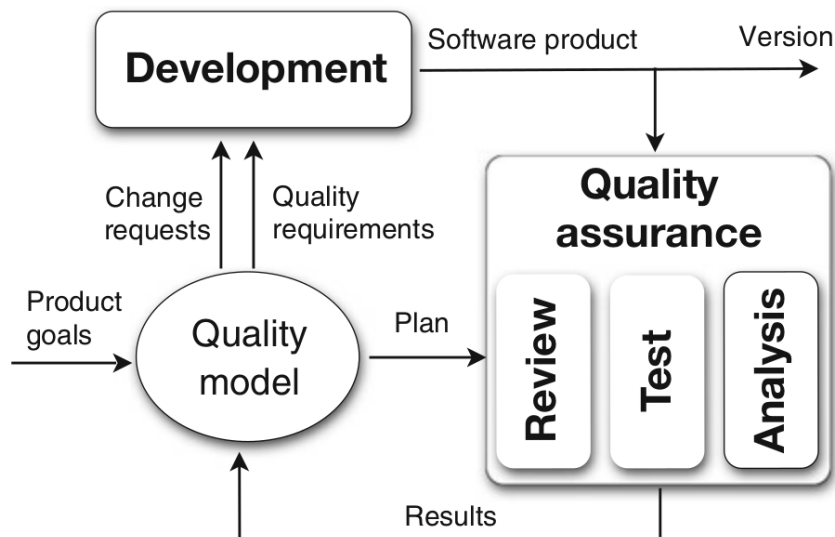 Development
Software product
Version
Change
requests
Quality
requirements
Quality
assurance
Product
goals
Quality
model
Plan
Review
Test
Analysis
Results